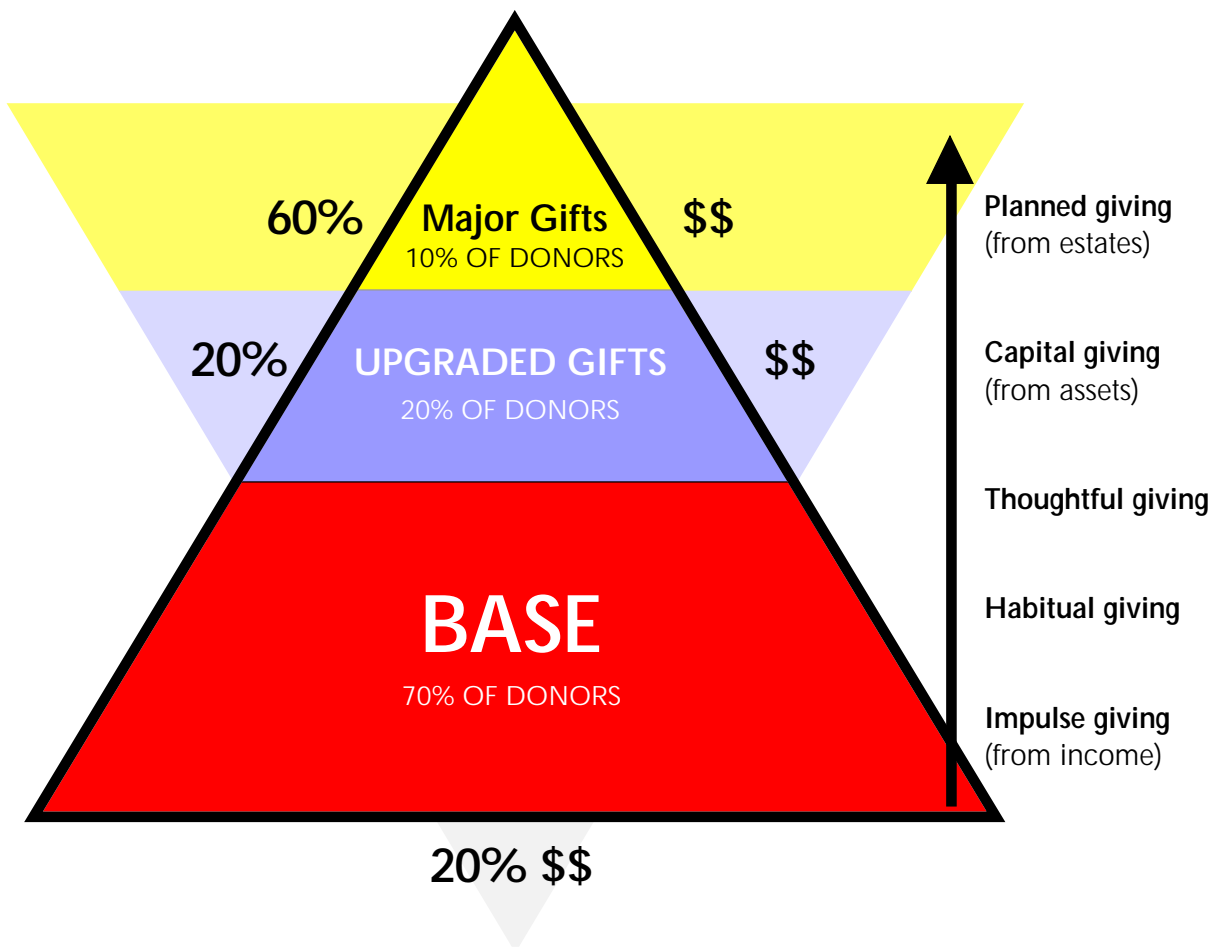 60% Major Gifts $$
10% OF DONORS
20% UPGRADED GIFTS $$
20% OF DONORS
BASE
70% OF DONORS
20% $$
Planned giving
(from estates)
Capital giving
(from assets)
Thoughtful giving
Habitual giving
Impulse giving
(from income)